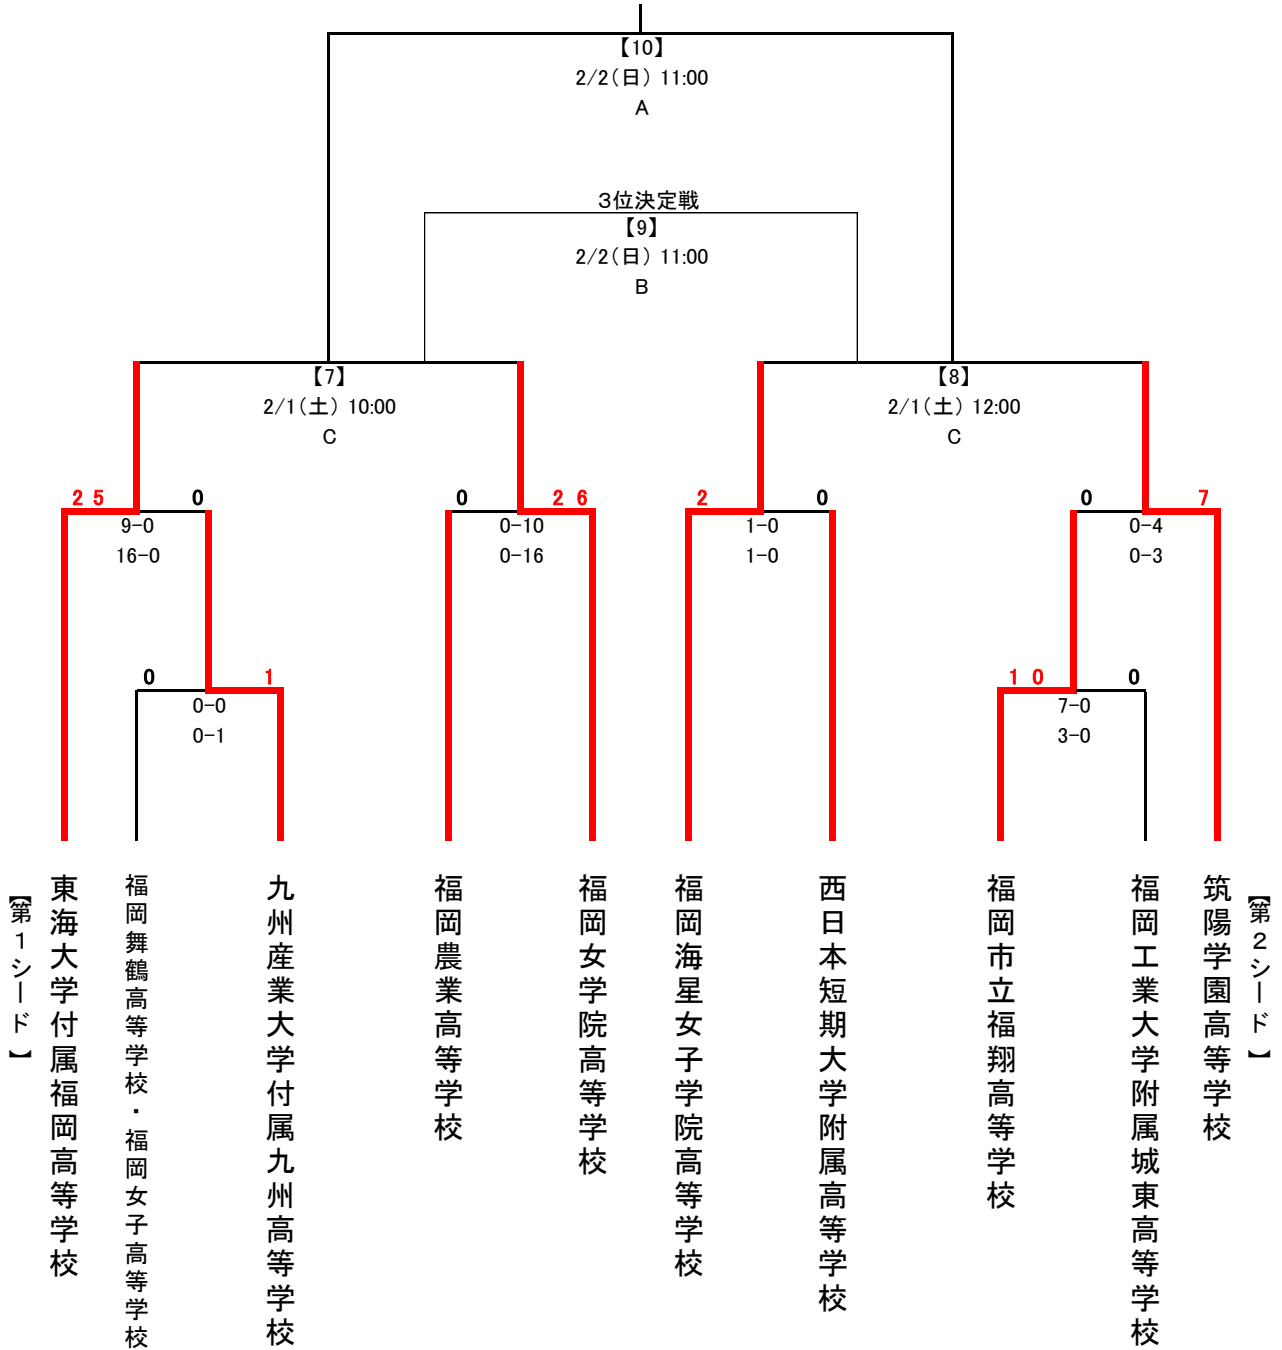 【10】
2/2(日) 11:00
A
3位決定戦
【9】
2/2(日) 11:00
B
【7】
2/1(土) 10:00
C
【8】
2/1(土) 12:00
C
25 0
9-0
16-0
0 26
0-10
0-16
2 0
1-0
1-0
0 7
0-4
0-3
0 1
0-0
0-1
10 0
7-0
3-0
【第1シード】
東海大学付属福岡高等学校
福岡舞鶴高等学校・福岡女子高等学校
九州産業大学付属九州高等学校
福岡農業高等学校
福岡女学院高等学校
福岡海星女子学院高等学校
西日本短期大学附属高等学校
福岡市立福翔高等学校
福岡工業大学附属城東高等学校
筑陽学園高等学校
【第2シード】